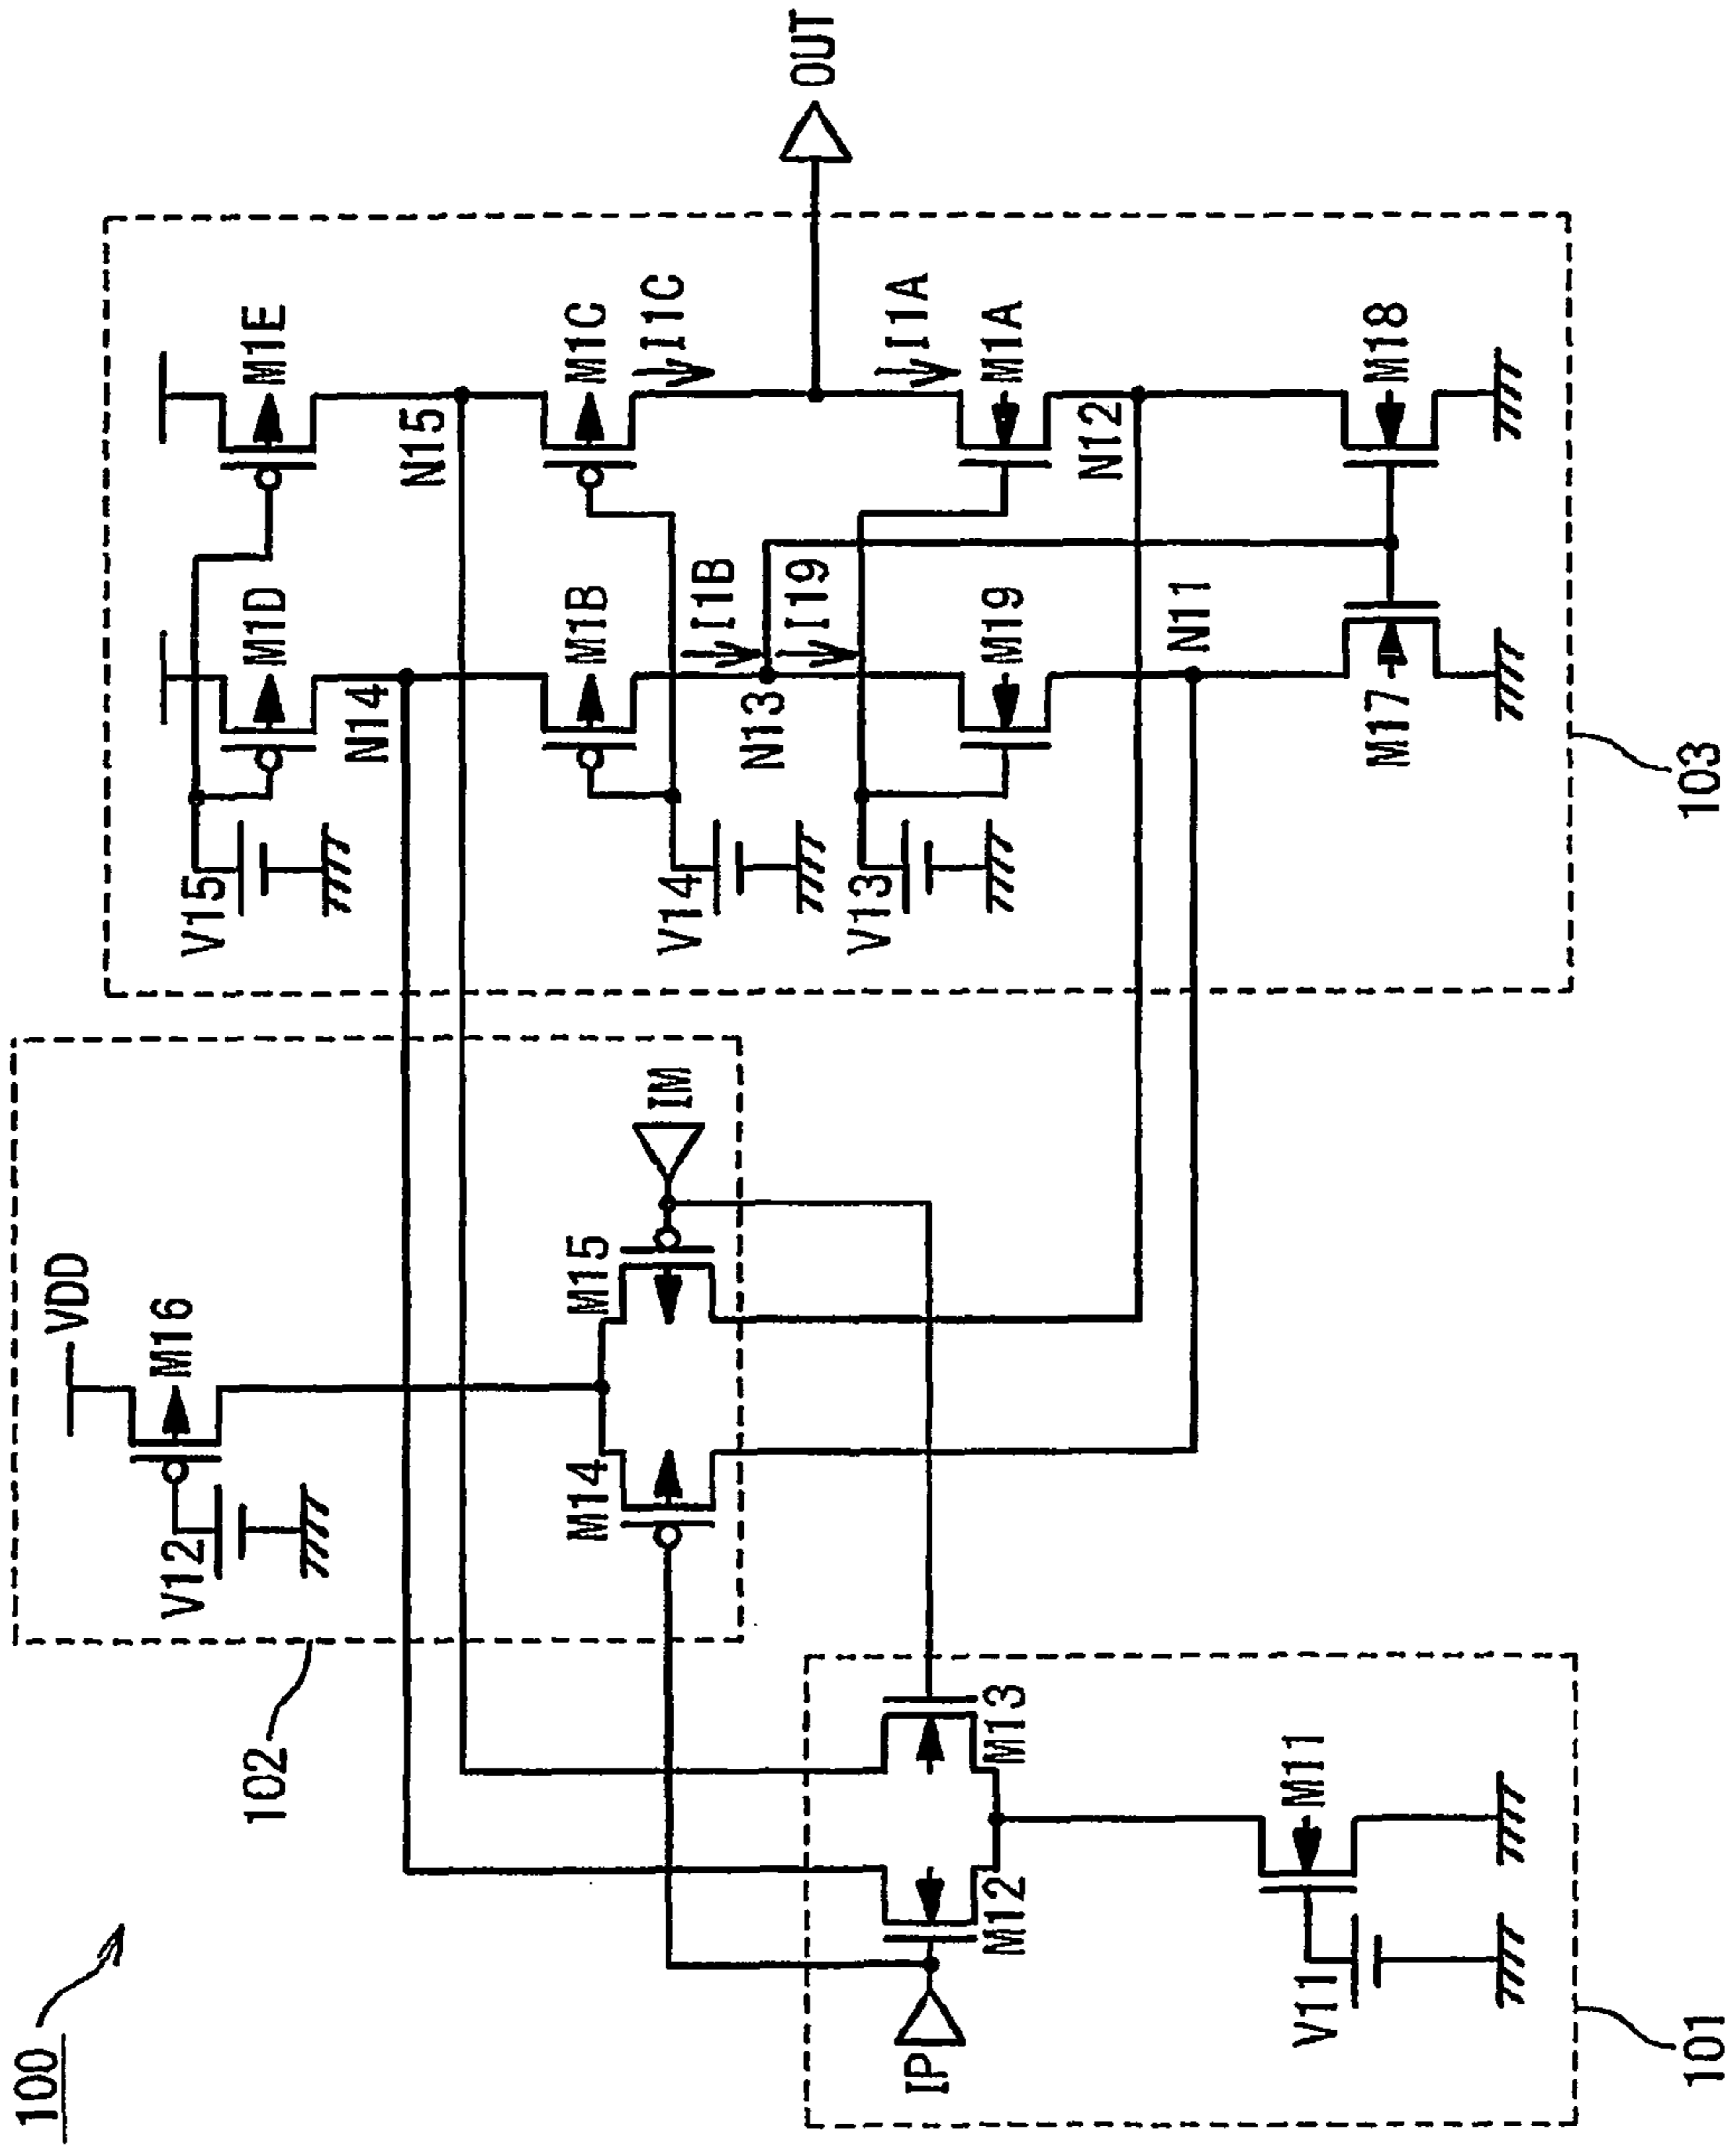 100
VDD
M16
V12
102
M14
M15
IM
IP
M12
M13
M11
V11
101
V15
M1D
M1E
N14
N15
M1B
M1C
I1C
V14
I1B
N13
I19
OUT
V13
I1A
M19
M1A
N12
N11
M17
M18
103